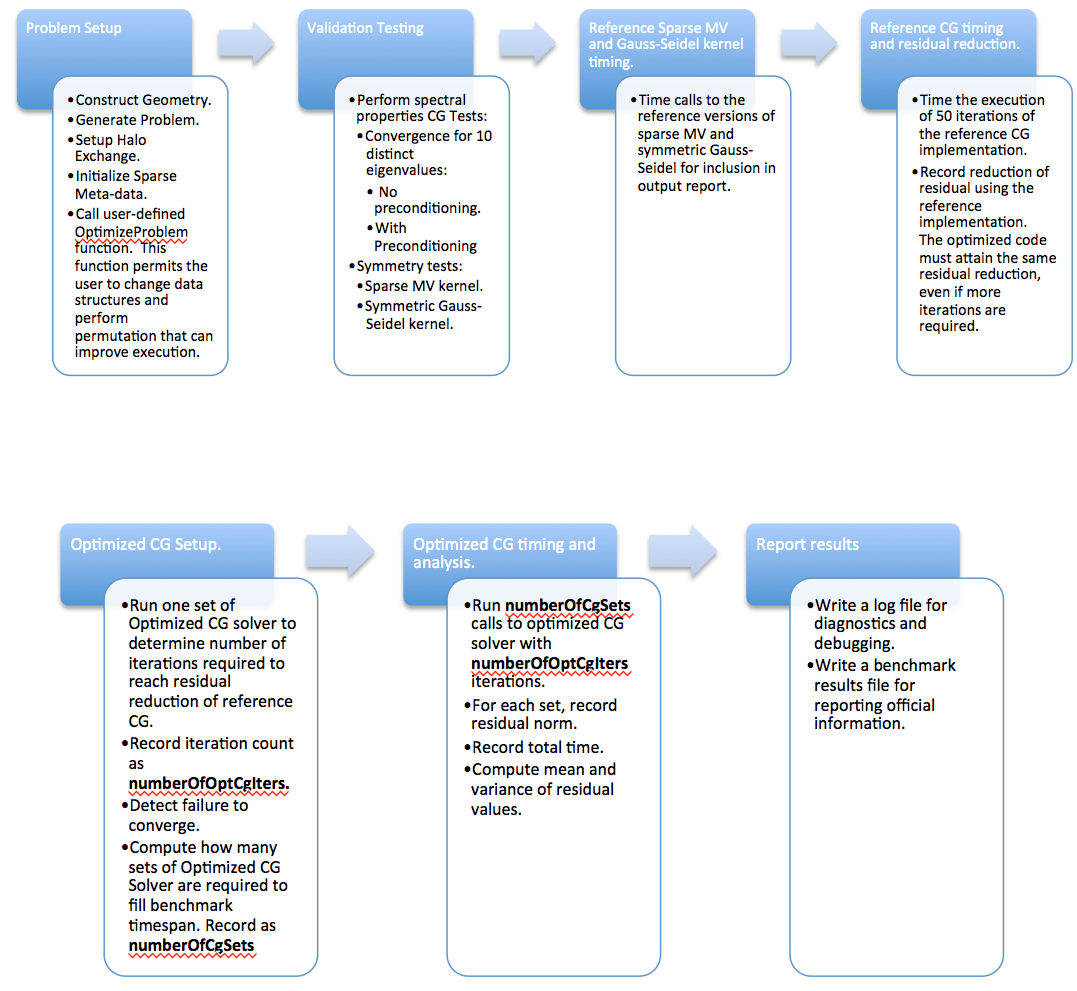 Problem Setup
• Construct Geometry.
• Generate Problem.
• Setup Halo
Exchange.
• Initialize Sparse
Meta-data.
• Call user-defined
OptimizeProblem
function. This
function permits the
user to change data
structures and
perform
permutation that can
improve execution.
Validation Testing
• Perform spectral
properties CG Tests:
• Convergence for 10
distinct
eigenvalues:
• No
preconditioning.
• With
Preconditioning
• Symmetry tests:
• Sparse MV kernel.
• Symmetric Gauss-
Seidel kernel.
Reference Sparse MV
and Gauss-Seidel kernel
timing.
• Time calls to the
reference versions of
sparse MV and
symmetric Gauss-
Seidel for inclusion in
output report.
Reference CG timing
and residual reduction.
• Time the execution
of 50 iterations of
the reference CG
implementation.
• Record reduction of
residual using the
reference
implementation.
The optimized code
must attain the same
residual reduction,
even if more
iterations are
required.
Optimized CG Setup.
• Run one set of
Optimized CG solver to
determine number of
iterations required to
reach residual
reduction of reference
CG.
• Record iteration count
as
numberOfOptCgIters.
• Detect failure to
converge.
• Compute how many
sets of Optimized CG
Solver are required to
fill benchmark
timespan. Record as
numberOfCgSets
Optimized CG timing and
analysis.
• Run numberOfCgSets
calls to optimized CG
solver with
numberOfOptCgIters
iterations.
• For each set, record
residual norm.
• Record total time.
• Compute mean and
variance of residual
values.
Report results
• Write a log file for
diagnostics and
debugging.
• Write a benchmark
results file for
reporting official
information.